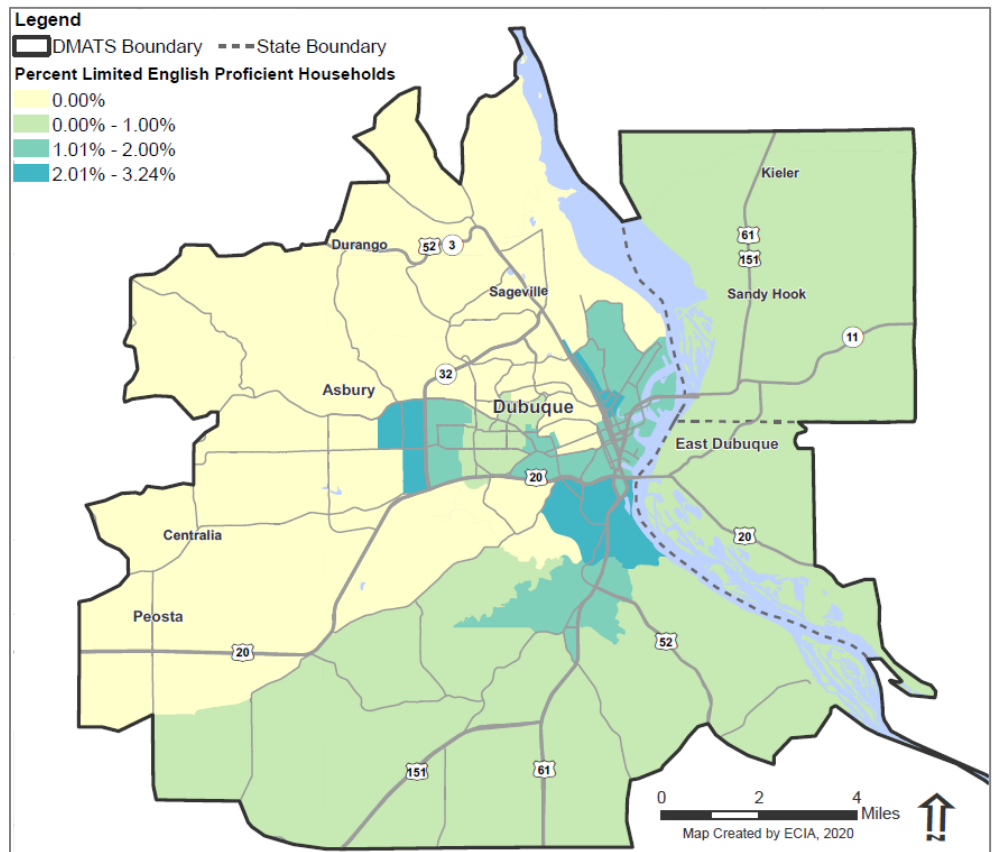 Legend
DMATS Boundary State Boundary
Percent Limited English Proficient Households
0.00%
0.00% - 1.00%
1.01% - 2.00%
2.01% - 3.24%
Kieler
61
151
Durango 52 3
Sageville
Sandy Hook
11
32
Asbury
Dubuque
East Dubuque
20
20
Centralia
Peosta
20
52
151
61
0 2 4
Miles
Map Created by ECIA, 2020
N